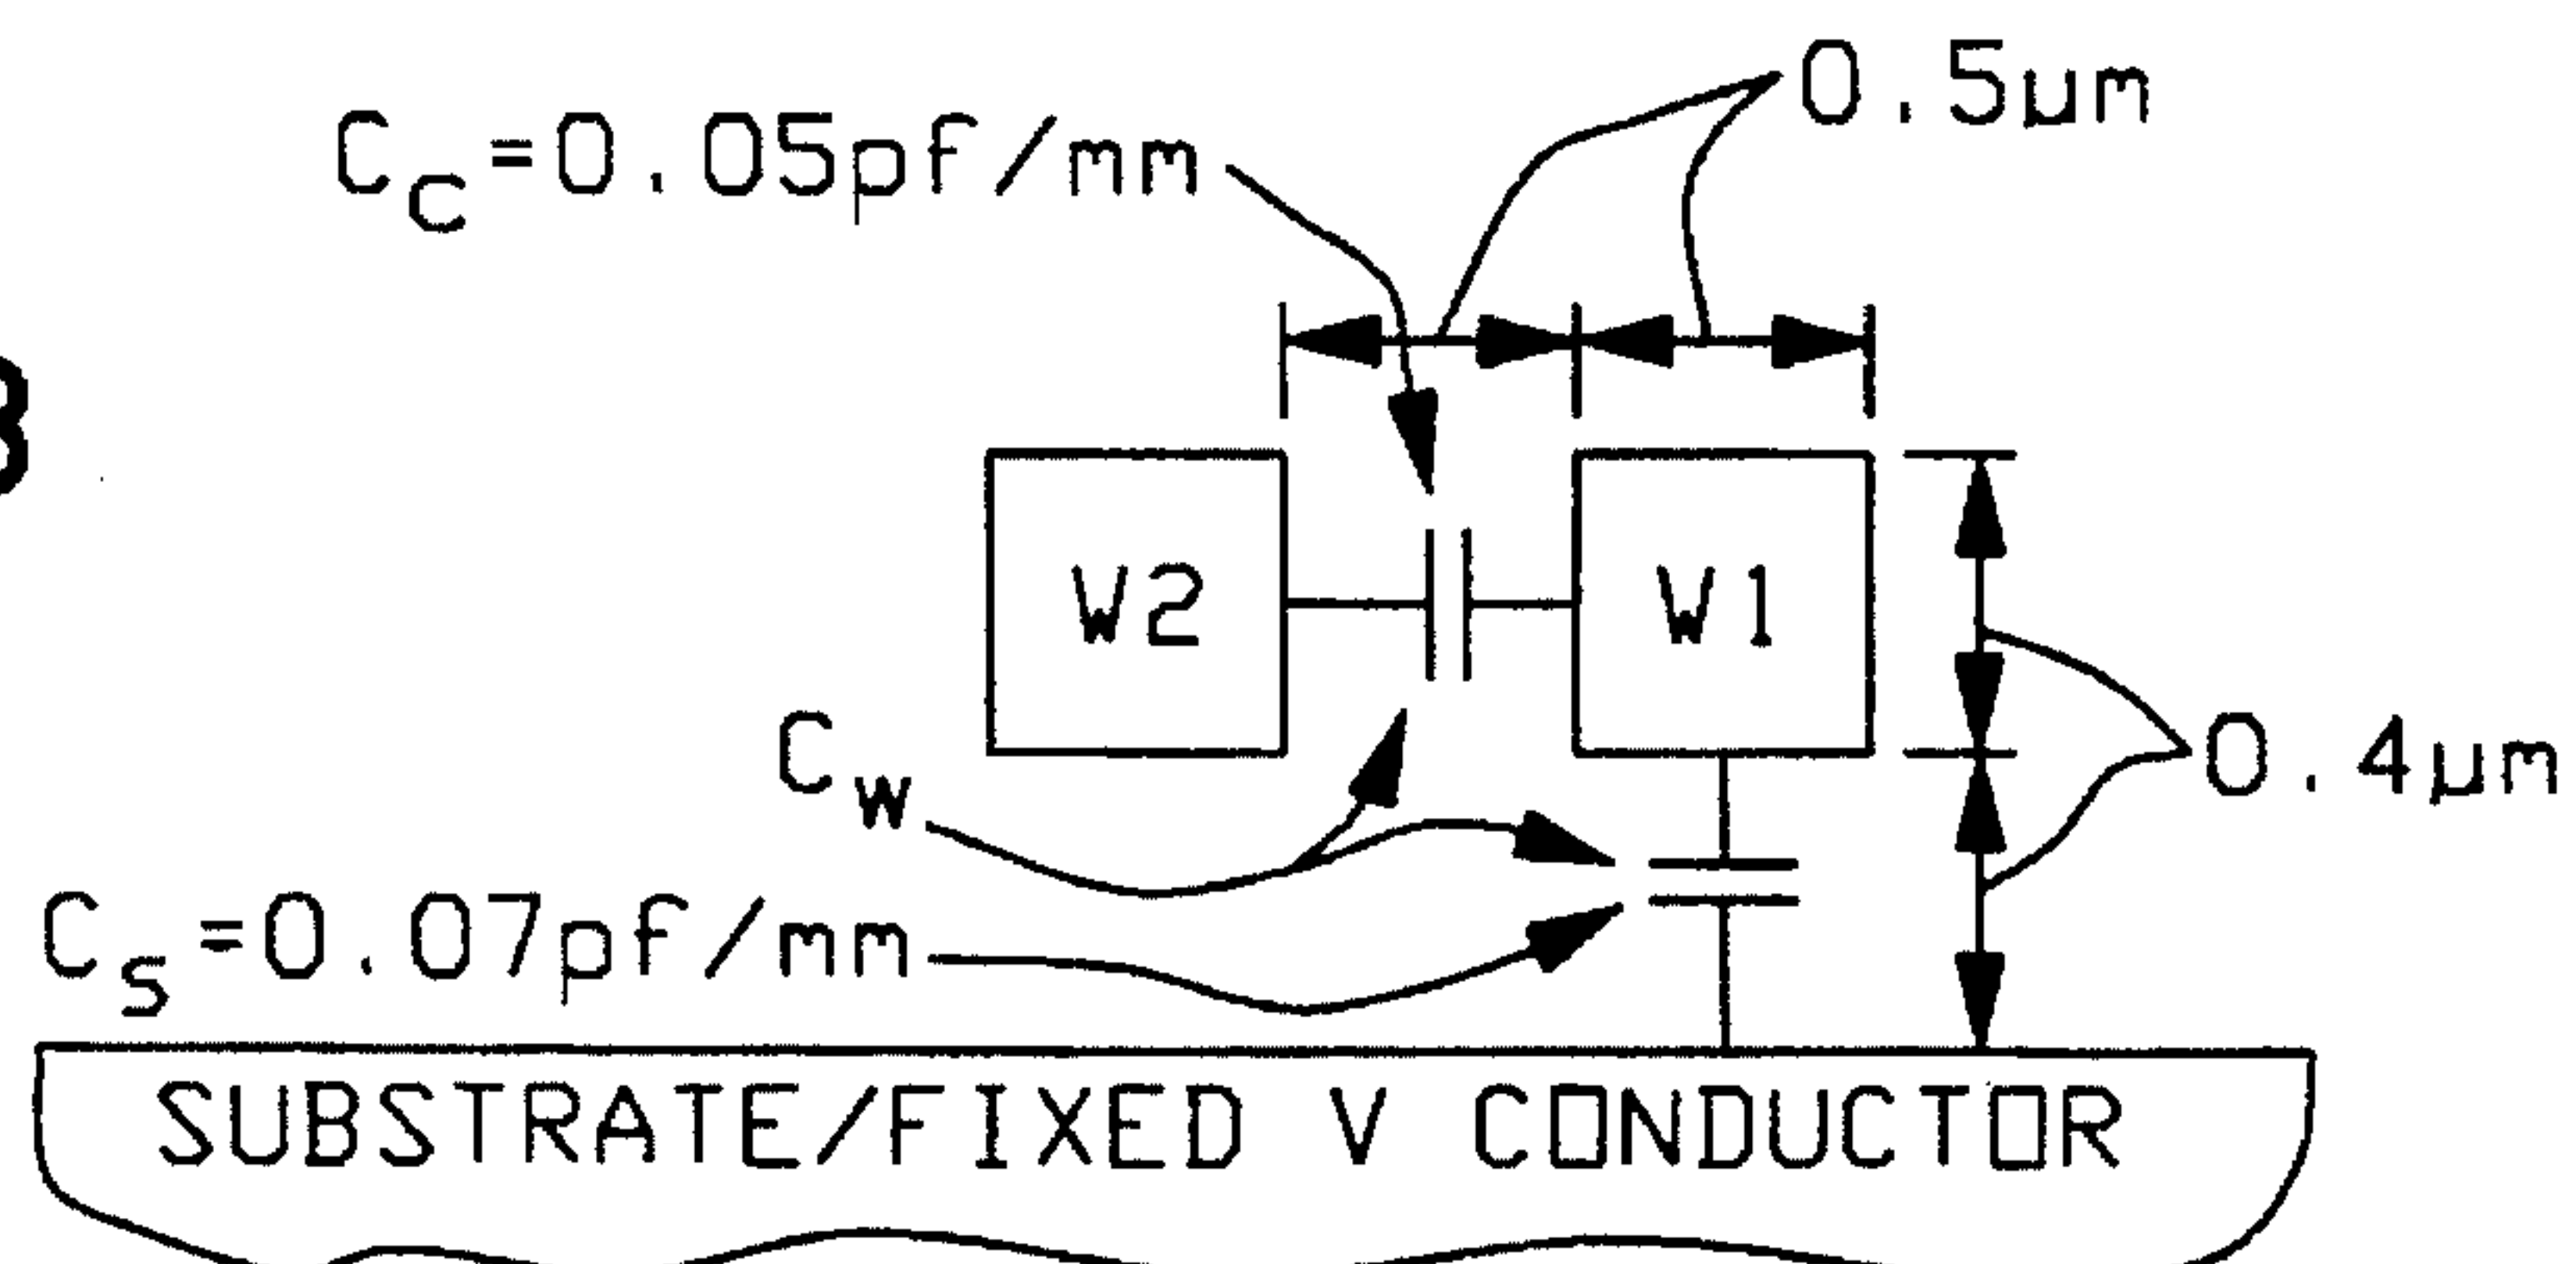 0.5µm
C_C=0.05pf/mm
W2 W1
C_W
0.4µm
C_S=0.07pf/mm
SUBSTRATE/FIXED V CONDUCTOR